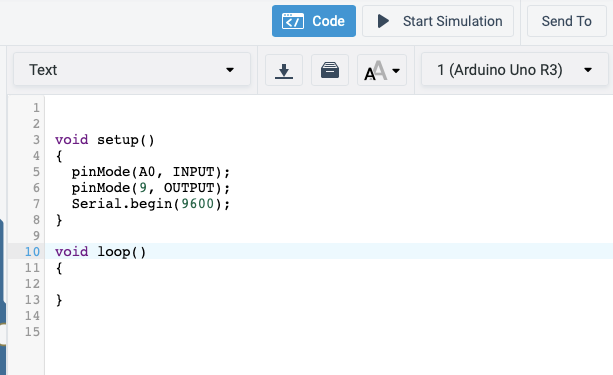 Code
Start Simulation
Send To
Text
AA
1 (Arduino Uno R3)
1
2
3 void setup()
4 {
5   pinMode(A0, INPUT);
6   pinMode(9, OUTPUT);
7   Serial.begin(9600);
8 }
9
10 void loop()
11 {
12
13 }
14
15